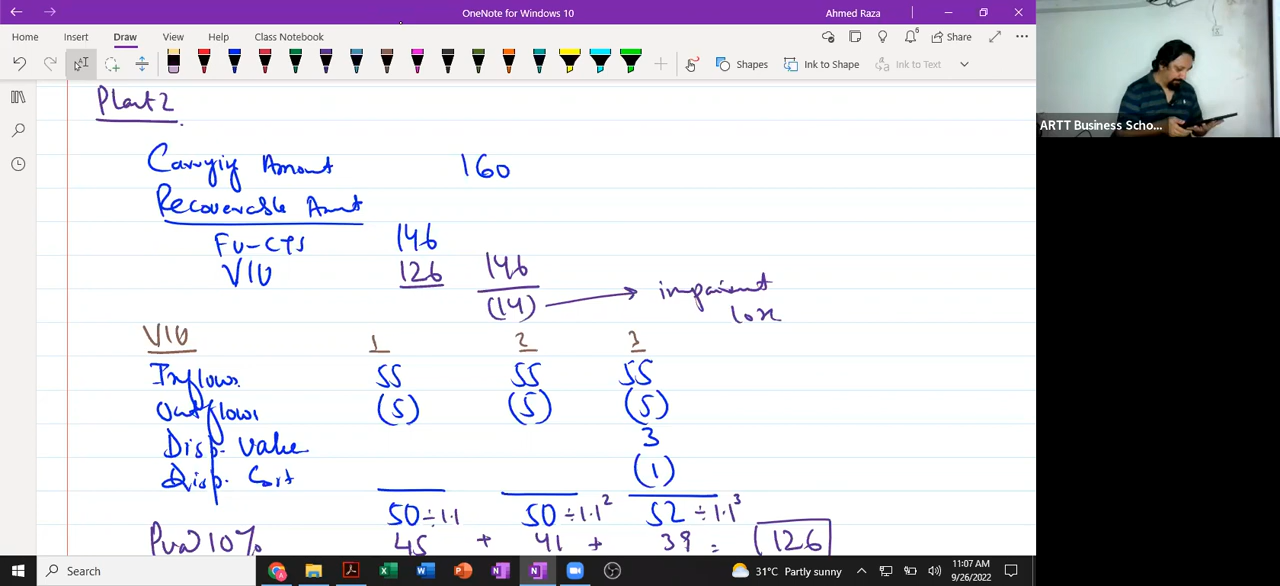 OneNote for Windows 10
Ahmed Raza
Home Insert Draw View Help Class Notebook
6 Share
Shapes Ink to Shape Ink to Text
ARTT Business Scho...
Plant 2
Carryiy Amount 160
Recoverable Amt
FV-CTS 146
VIU 126 146
(14) impairment loss
VIU 1 2 3
Inflows 55 55 55
Outflows (5) (5) (5)
Disp. Value 3
Disp. Cost (1)
50÷1.1 50÷1.1² 52÷1.1³
PV@10% 45 + 41 + 39 = 126
Search
31°C Partly sunny
11:07 AM
9/26/2022